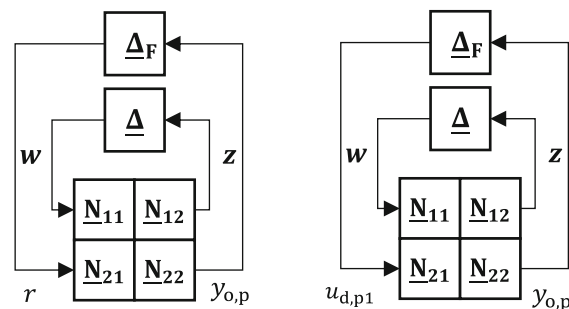 Δ_F Δ_F
Δ Δ
w z w z
N_11 N_12 N_11 N_12
N_21 N_22 N_21 N_22
r y_o,p u_d,p1 y_o,p